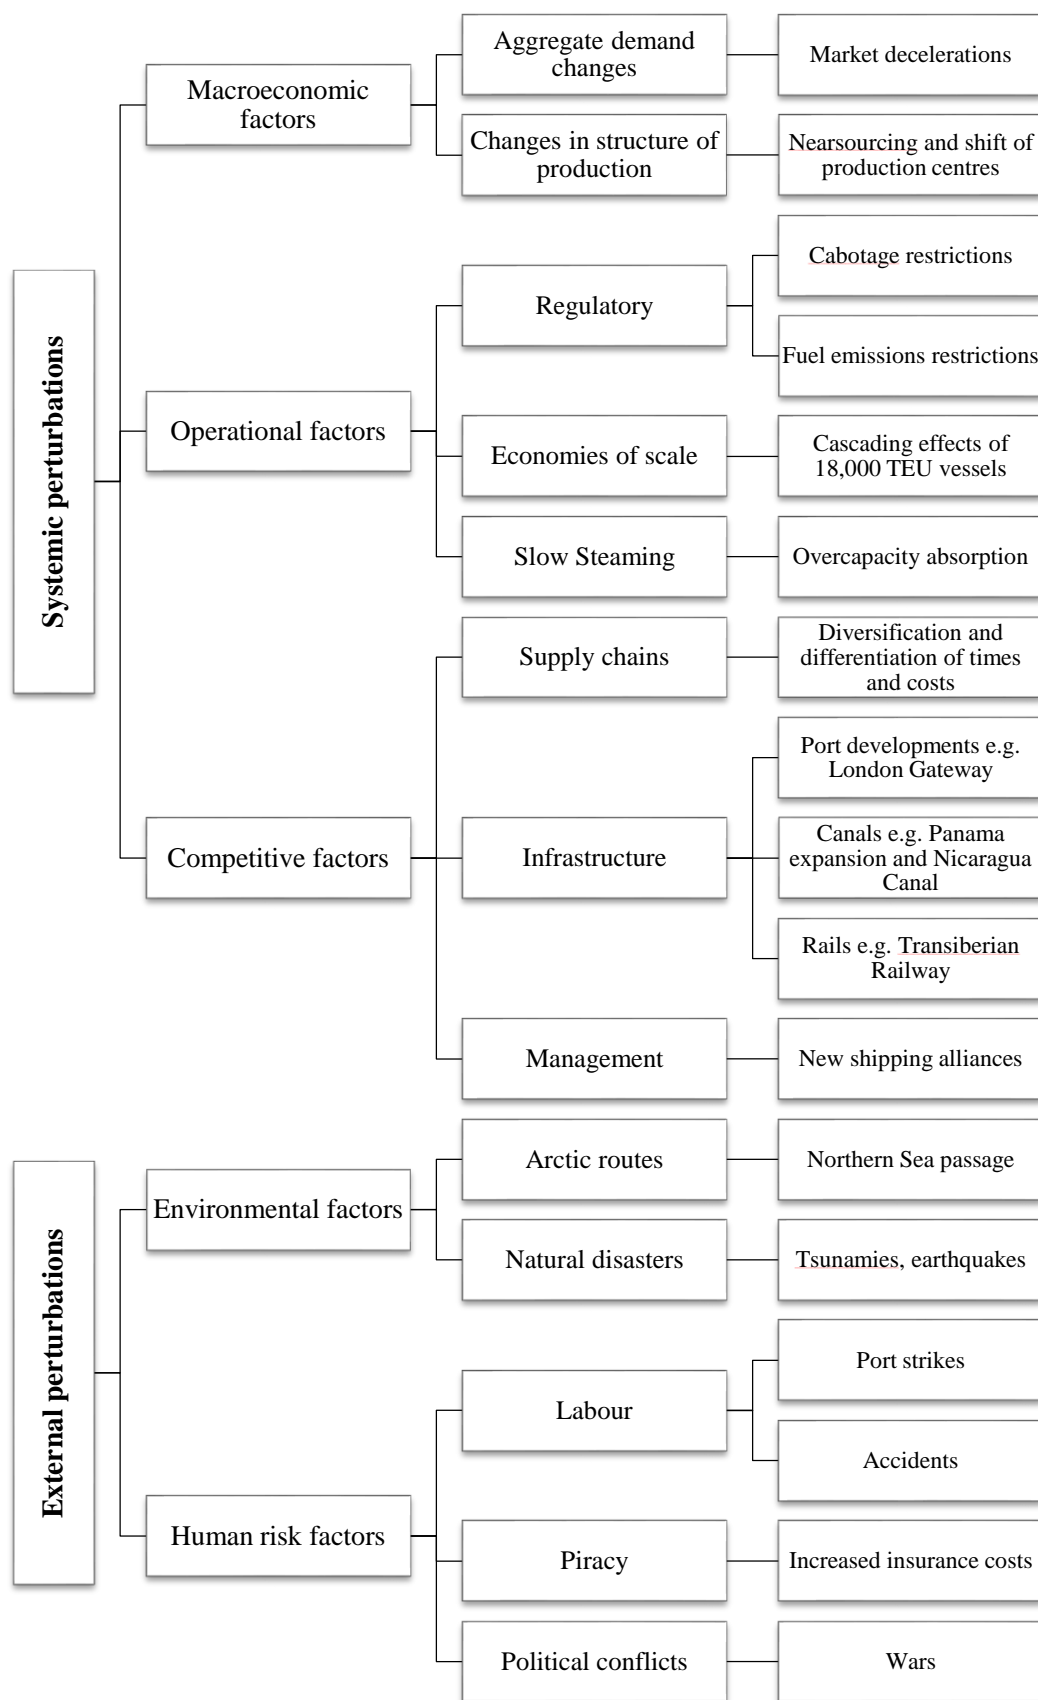 Systemic perturbations
Macroeconomic
factors
Aggregate demand
changes
Market decelerations
Changes in structure of
production
Nearsourcing and shift of
production centres
Operational factors
Regulatory
Cabotage restrictions
Fuel emissions restrictions
Economies of scale
Cascading effects of
18,000 TEU vessels
Slow Steaming
Overcapacity absorption
Competitive factors
Supply chains
Diversification and
differentiation of times
and costs
Infrastructure
Port developments e.g.
London Gateway
Canals e.g. Panama
expansion and Nicaragua
Canal
Rails e.g. Transiberian
Railway
Management
New shipping alliances
External perturbations
Environmental factors
Arctic routes
Northern Sea passage
Natural disasters
Tsunamies, earthquakes
Human risk factors
Labour
Port strikes
Accidents
Piracy
Increased insurance costs
Political conflicts
Wars